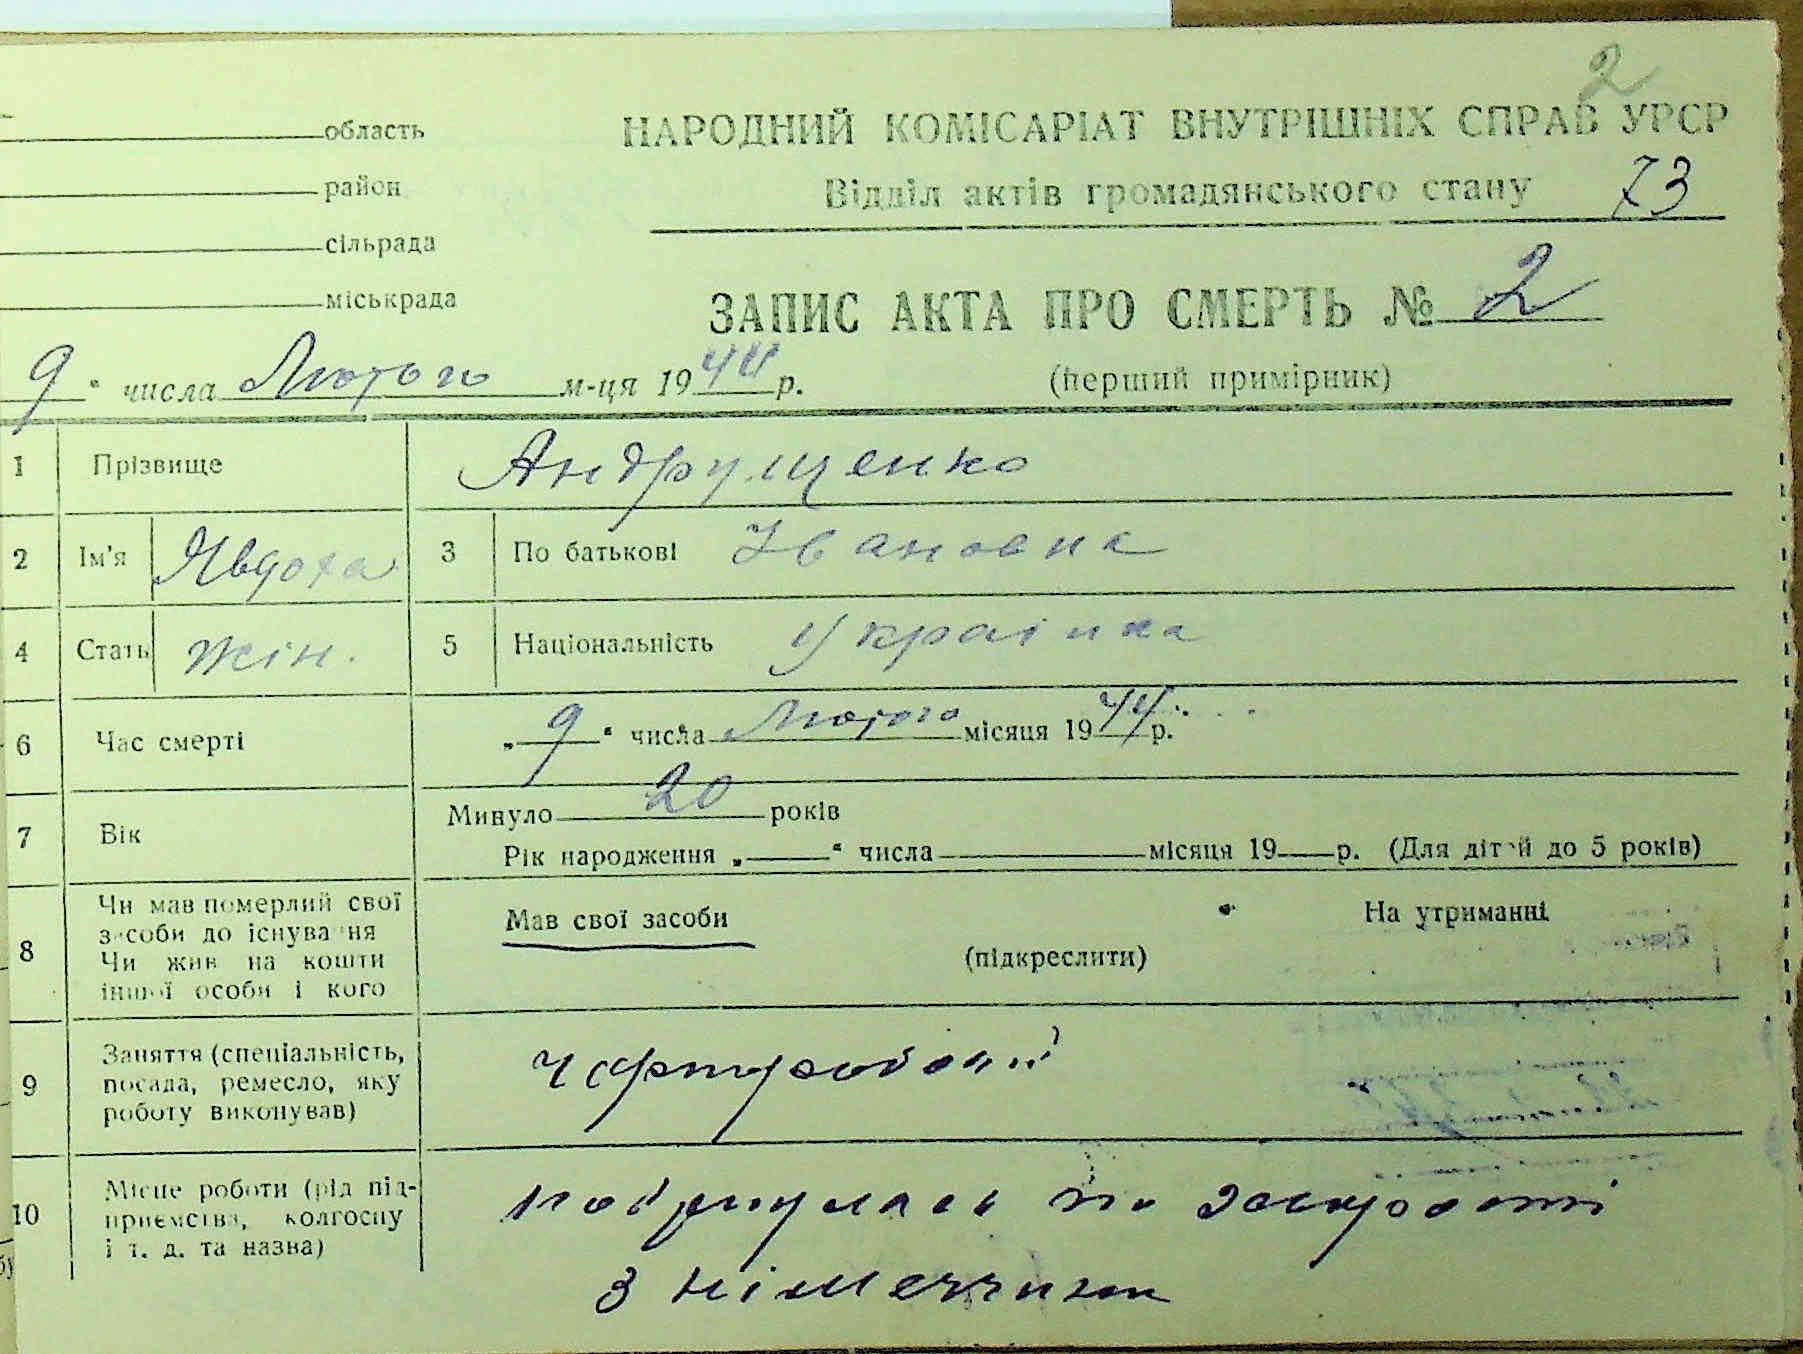 2
область НАРОДНИЙ КОМІСАРІАТ ВНУТРІШНІХ СПРАВ УРСР
район Відділ актів громадянського стану 73
сільрада
міськрада ЗАПИС АКТА ПРО СМЕРТЬ № 2
9 " числа Лютого м-ця 1944 р. (перший примірник)
1 Прізвище Андрущенко
2 Ім'я Явдоха 3 По батькові Івановна
4 Стать жін. 5 Національність Українка
6 Час смерті „ 9 " числа Лютого місяця 1944 р.
7 Вік Минуло 20 років
Рік народження „ " числа місяця 19 р. (Для дітей до 5 років)
8 Чи мав померлий свої
засоби до існування
Чи жив на кошти
іншої особи і кого
Мав свої засоби На утриманні
(підкреслити)
9 Заняття (спеціальність,
посада, ремесло, яку
роботу виконував)
чорноробочий
10 Місце роботи (рід під-
приємства, колгоспу
і т. д. та назва)
повернулась по
з німеччини